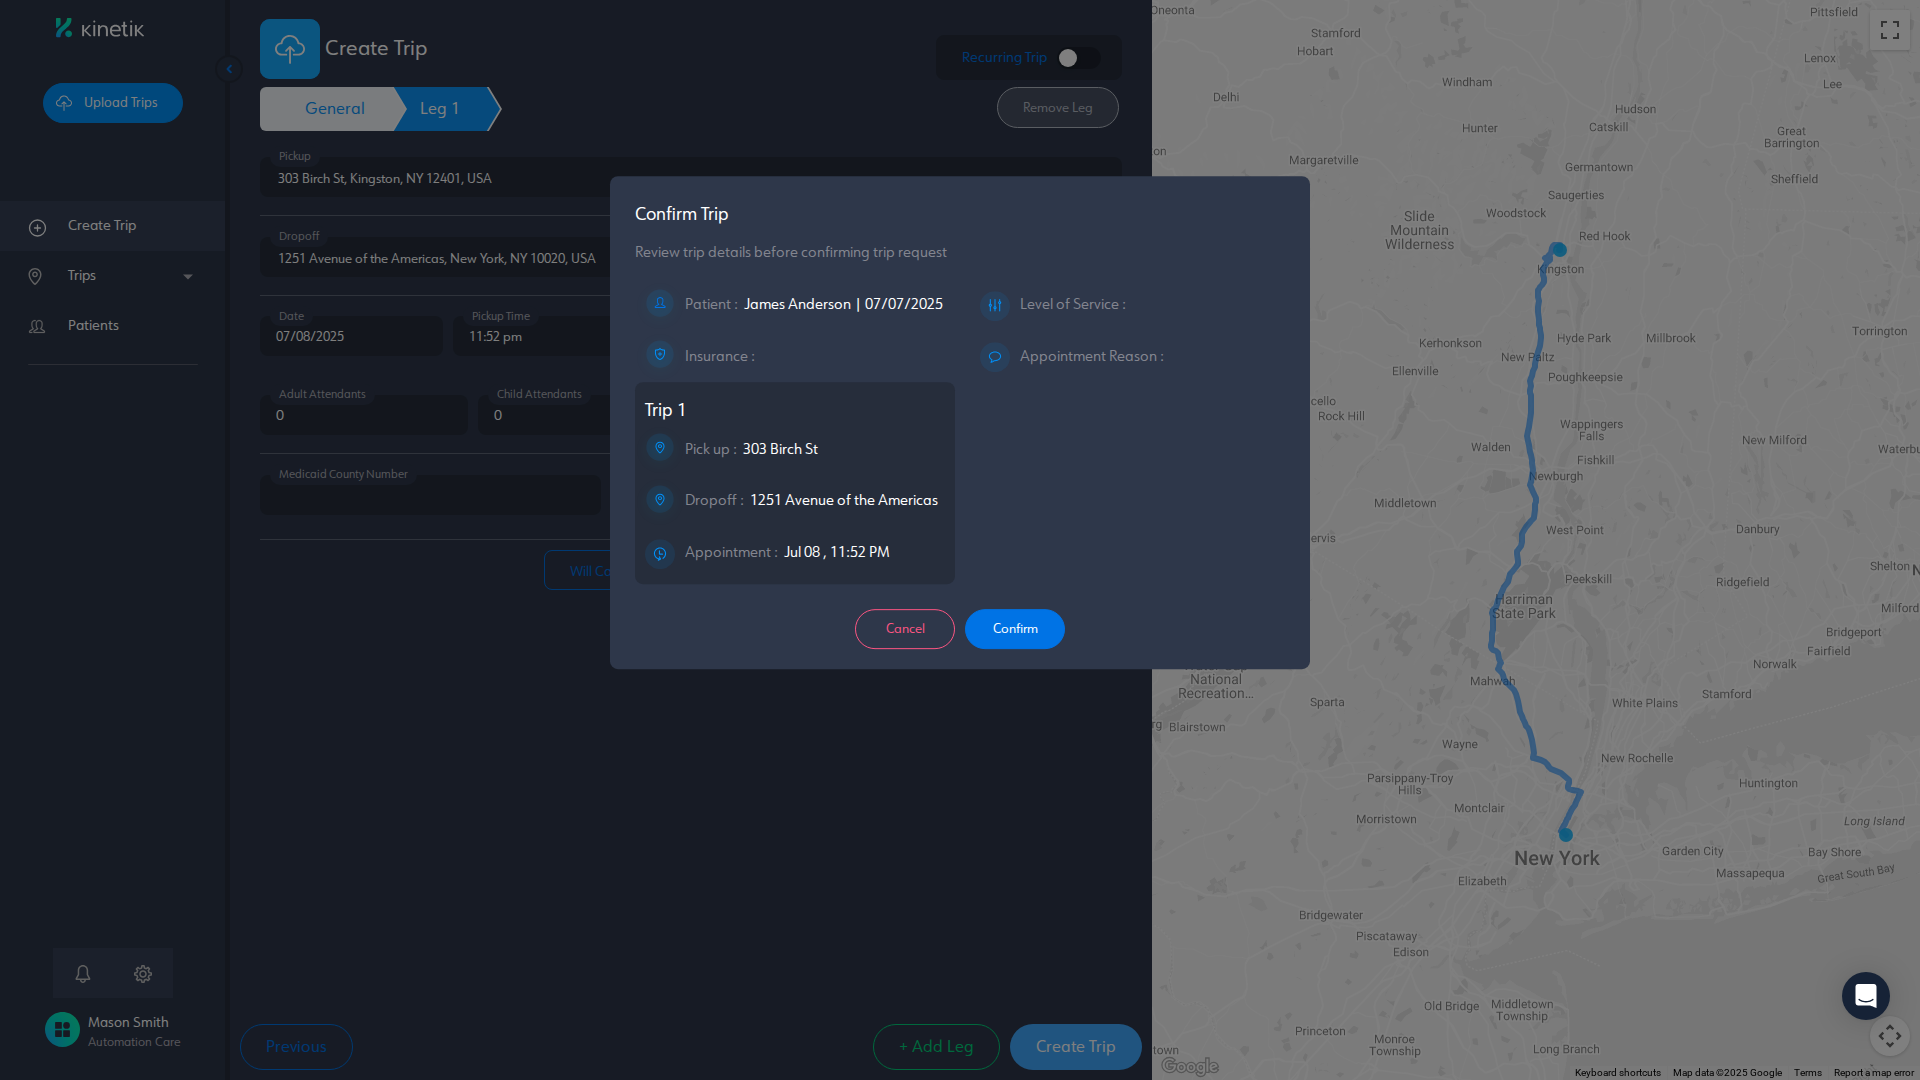 kinetik
Upload Trips
Create Trip
Trips
Patients
Mason Smith
Automation Care
Create Trip
Recurring Trip
General
Leg 1
Remove Leg
Pickup
303 Birch St, Kingston, NY 12401, USA
Dropoff
1251 Avenue of the Americas, New York, NY 10020, USA
Date
07/08/2025
Pickup Time
11:52 pm
Adult Attendants
0
Child Attendants
0
Medicaid County Number
Will Ca
Previous
+ Add Leg
Create Trip
Confirm Trip
Review trip details before confirming trip request
Patient : James Anderson | 07/07/2025
Level of Service :
Insurance :
Appointment Reason :
Trip 1
Pick up : 303 Birch St
Dropoff : 1251 Avenue of the Americas
Appointment : Jul 08 , 11:52 PM
Cancel
Confirm
Oneonta
Pittsfield
Stamford
Hobart
Lenox
Windham
Lee
Delhi
Hudson
Catskill
Hunter
Great
Barrington
on
Margaretville
Germantown
Sheffield
Saugerties
Woodstock
Slide
Mountain
Wilderness
Red Hook
Kingston
Torrington
Kerhonkson
Hyde Park
Millbrook
New Paltz
Ellenville
Poughkeepsie
cello
Rock Hill
Wappingers
Falls
New Milford
Walden
Waterbu
Fishkill
Newburgh
Middletown
West Point
Danbury
ervis
Shelton
N
Peekskill
Ridgefield
Harriman
State Park
Milford
Bridgeport
Fairfield
Norwalk
National
Recreation...
Mahwah
Stamford
Sparta
White Plains
rg
Blairstown
Wayne
New Rochelle
Parsippany-Troy
Hills
Huntington
Montclair
Morristown
Long Island
New York
Garden City
Bay Shore
Massapequa
Great South Bay
Elizabeth
Bridgewater
Piscataway
Edison
Old Bridge
Middletown
Township
Princeton
Monroe
Township
town
Long Branch
Google
Keyboard shortcuts
Map data ©2025 Google
Terms
Report a map error